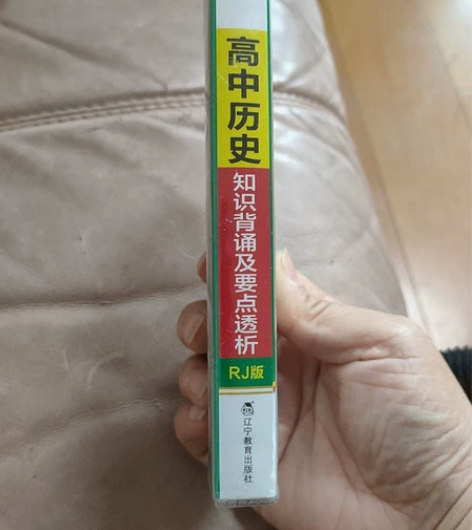 高中历史
知识背诵及要点透析
RJ版
辽宁教育出版社